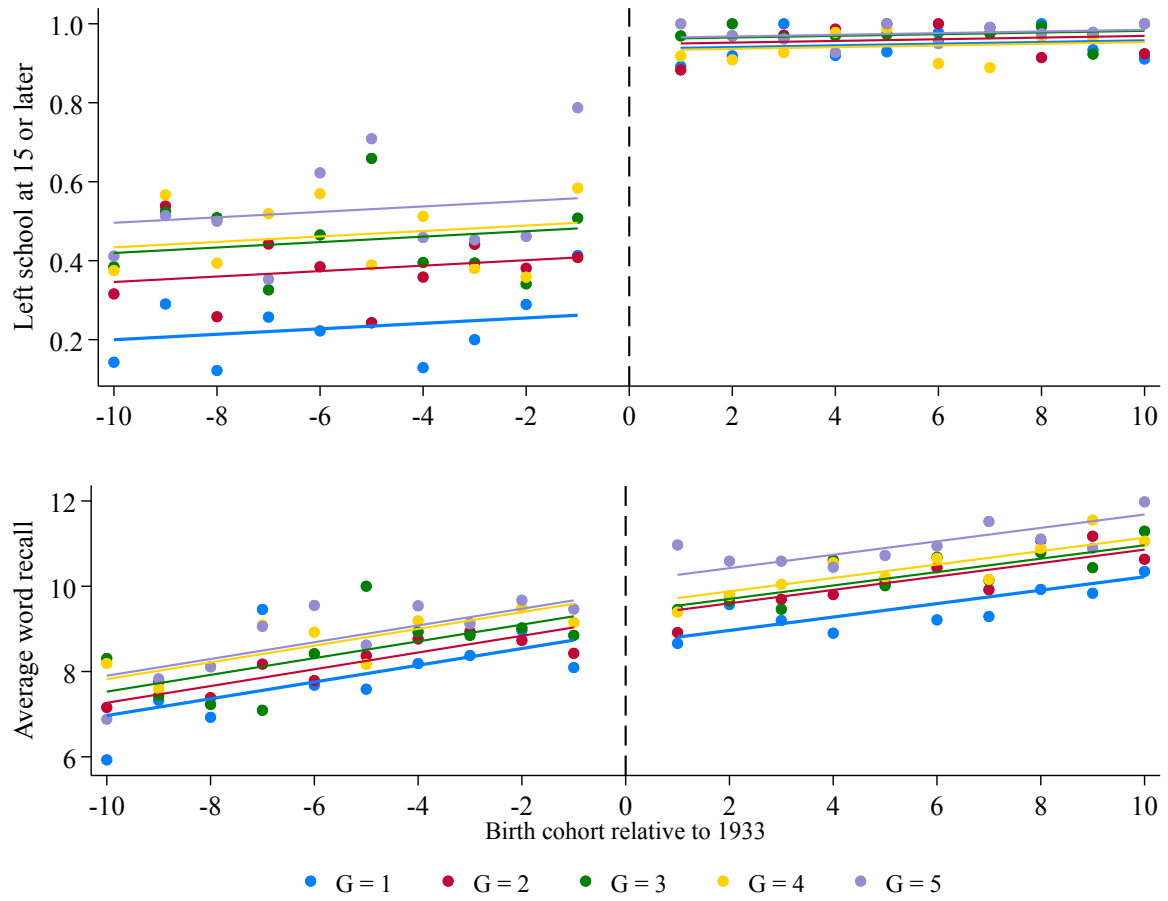 Left school at 15 or later
1.0
0.8
0.6
0.4
0.2
-10 -8 -6 -4 -2 0 2 4 6 8 10
Average word recall
12
10
8
6
-10 -8 -6 -4 -2 0 2 4 6 8 10
Birth cohort relative to 1933
G = 1 G = 2 G = 3 G = 4 G = 5